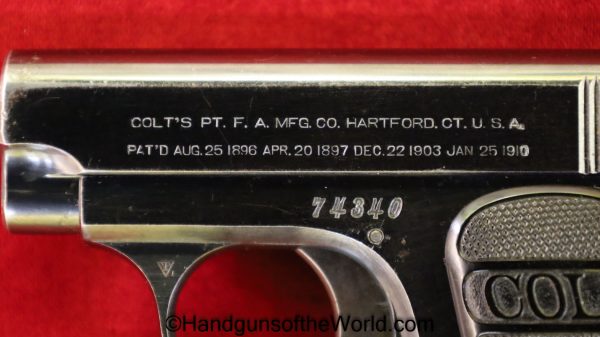 COLT'S PT. F. A. MFG. CO. HARTFORD. CT. U. S. A.
PAT'D AUG. 25 1896 APR. 20 1897 DEC. 22 1903 JAN 25 1910
74340
COL
©HandgunsoftheWorld.com